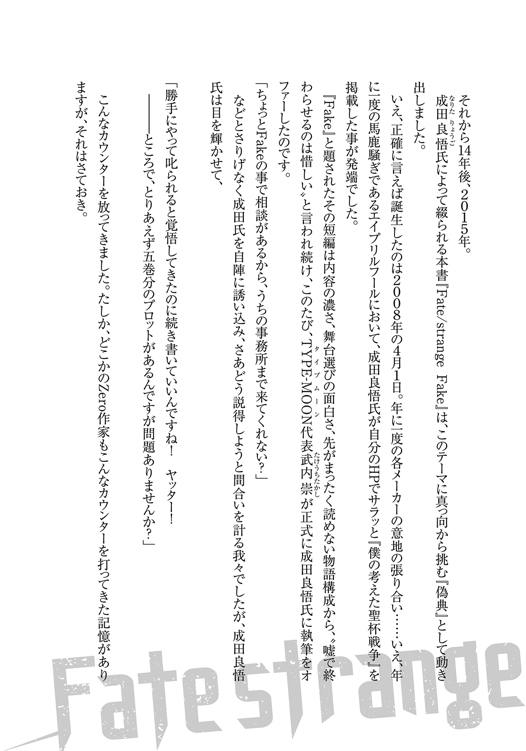 それから14年後、2015年。
成田良悟氏によって綴られる本書『Fate/strange Fake』は、このテーマに真っ向から挑む『偽典』として動き
なりた りょうご
出しました。
いえ、正確に言えば誕生したのは2008年の4月1日。年に一度の各メーカーの意地の張り合い……いえ、年
に一度の馬鹿騒ぎであるエイプリルフールにおいて、成田良悟氏が自分のHPでサラッと『僕の考えた聖杯戦争』を
掲載した事が発端でした。
『Fake』と題されたその短編は内容の濃さ、舞台選びの面白さ、先がまったく読めない物語構成から、〝嘘で終
わらせるのは惜しい〟と言われ続け、このたび、TYPE-MOON代表武内崇が正式に成田良悟氏に執筆をオ
タイプムーン たけうちたかし
ファーしたのです。
「ちょっとFakeの事で相談があるから、うちの事務所まで来てくれない？」
などとさりげなく成田氏を自陣に誘い込み、さあどう説得しようと間合いを計る我々でしたが、成田良悟
氏は目を輝かせて、
「勝手にやって叱られると覚悟してきたのに続き書いていいんですね！　ヤッター！
――ところで、とりあえず五巻分のプロットがあるんですが問題ありませんか？」
こんなカウンターを放ってきました。たしか、どこかのZero作家もこんなカウンターを打ってきた記憶があり
ますが、それはさておき。
Fate strange